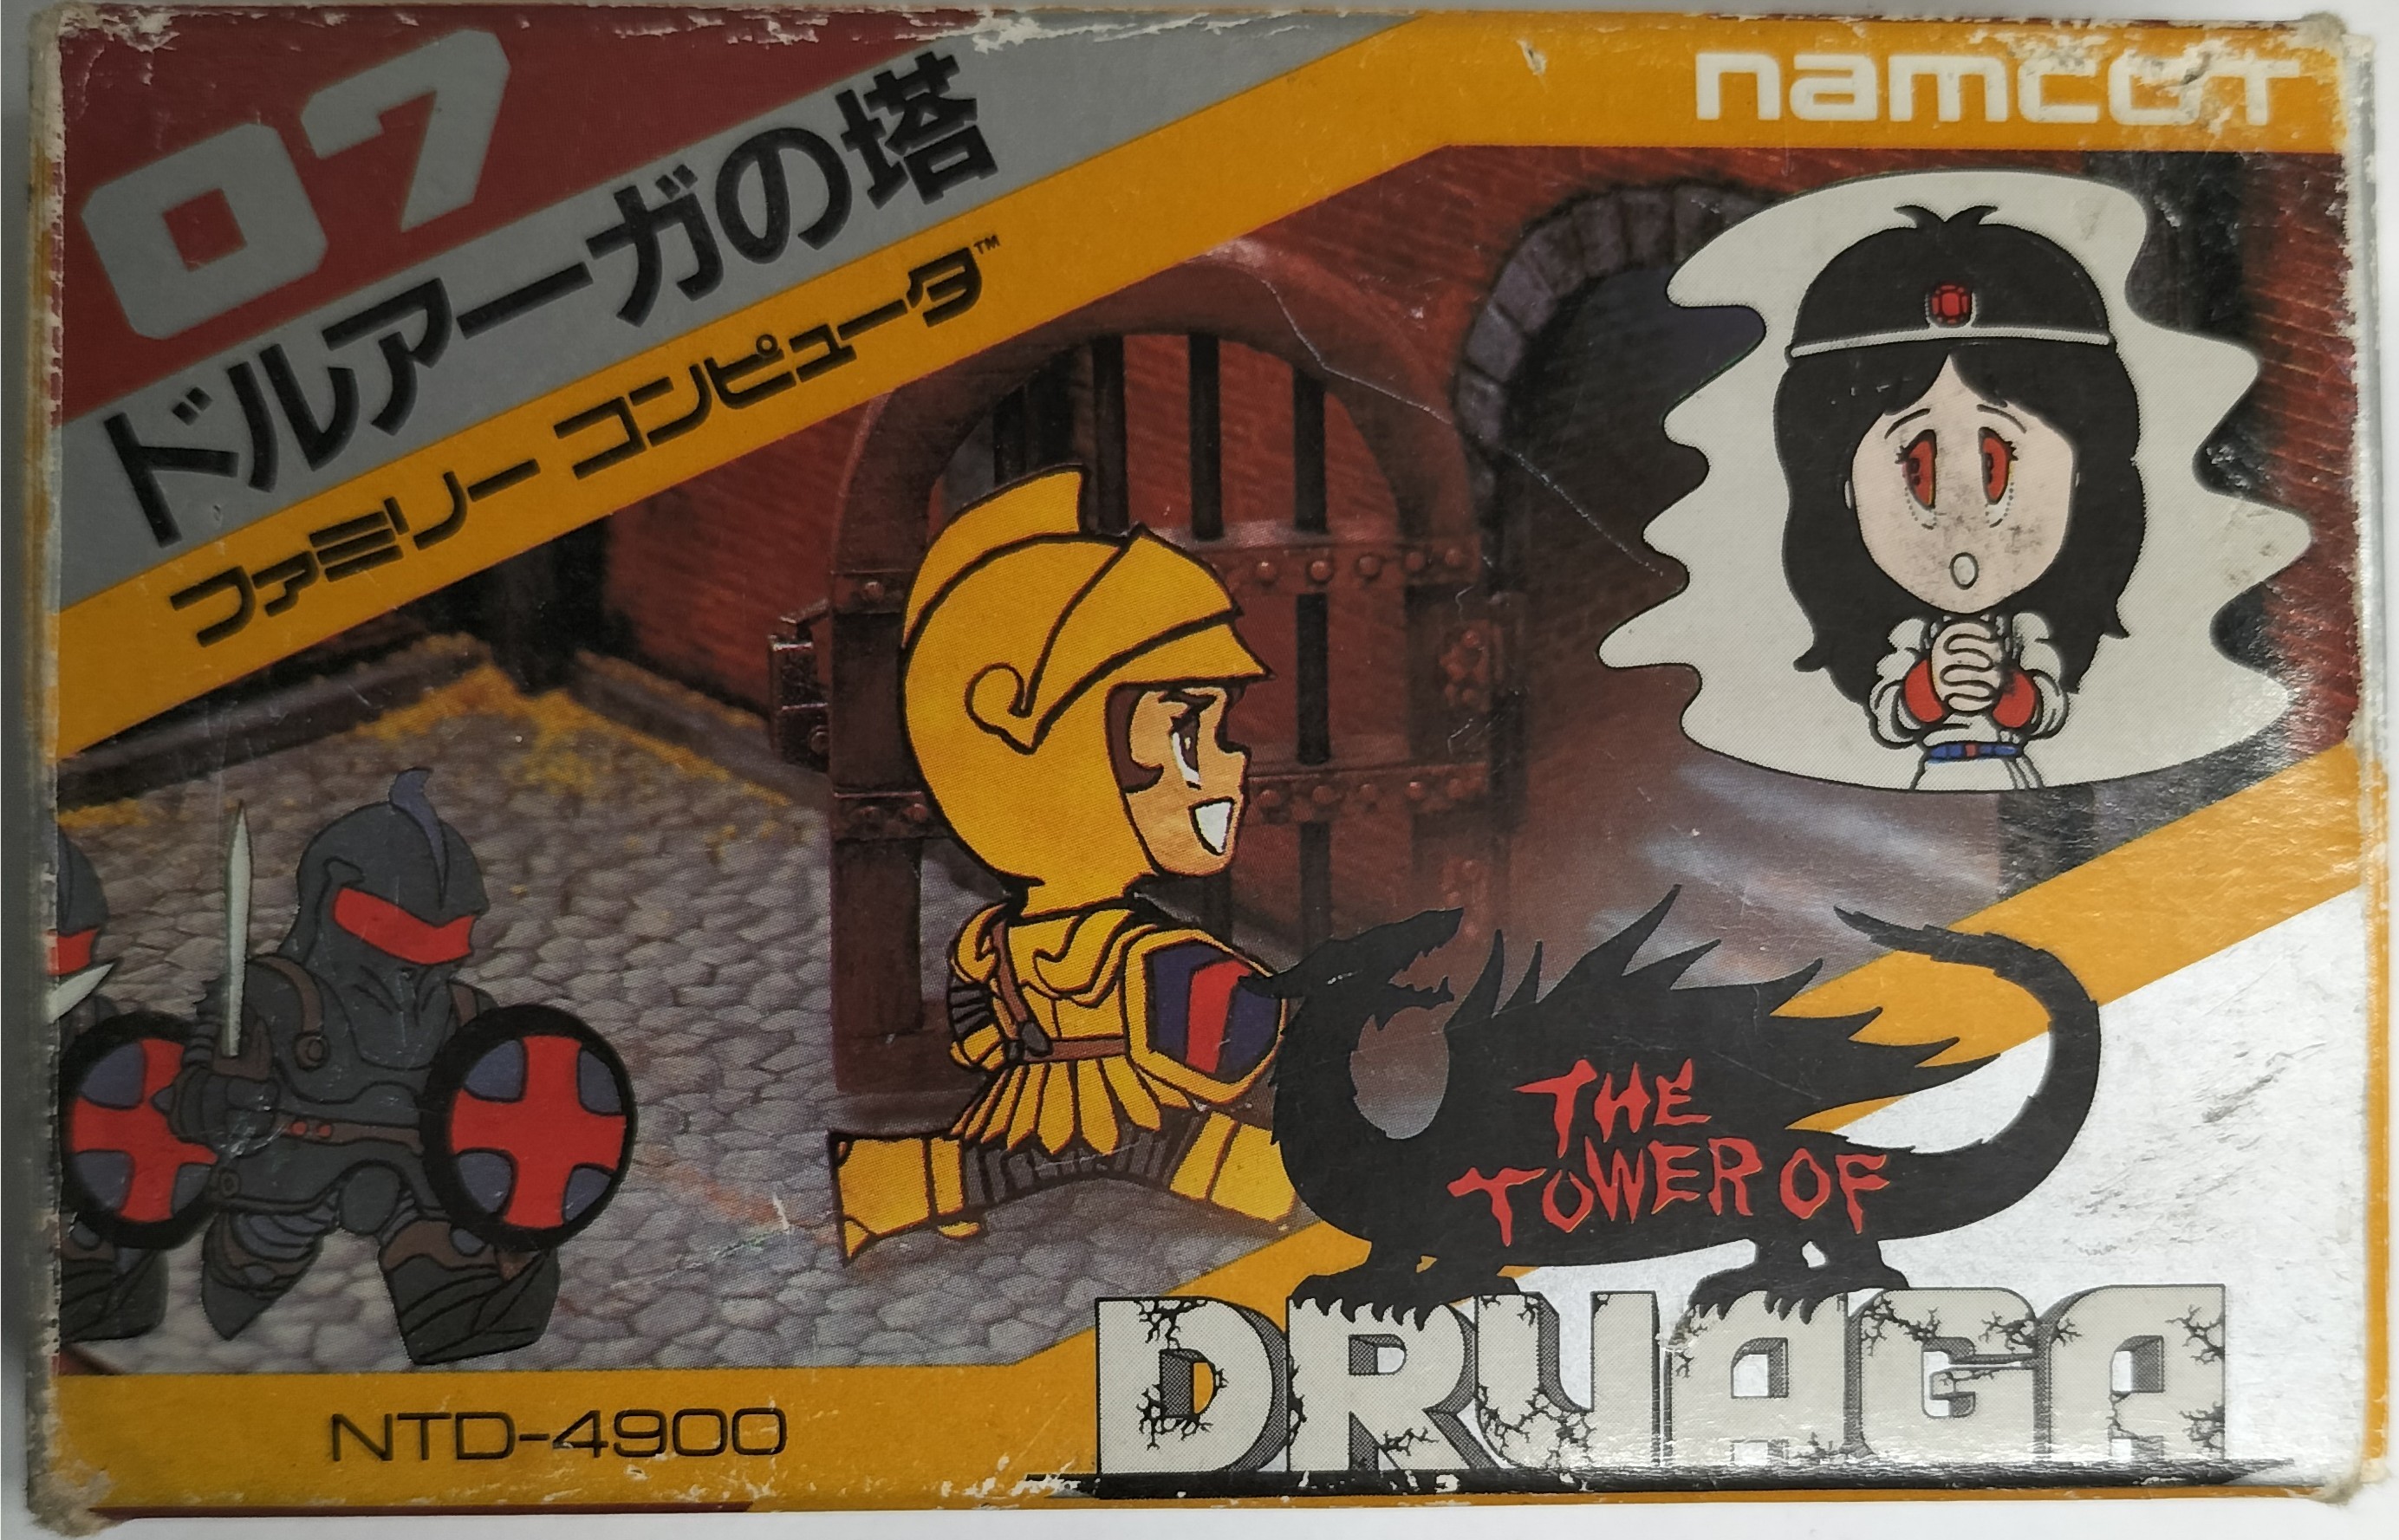 07
namcot
ドルアーガの塔
ファミリー コンピュータ™
THE
TOWER OF
DRUAGA
NTD-4900